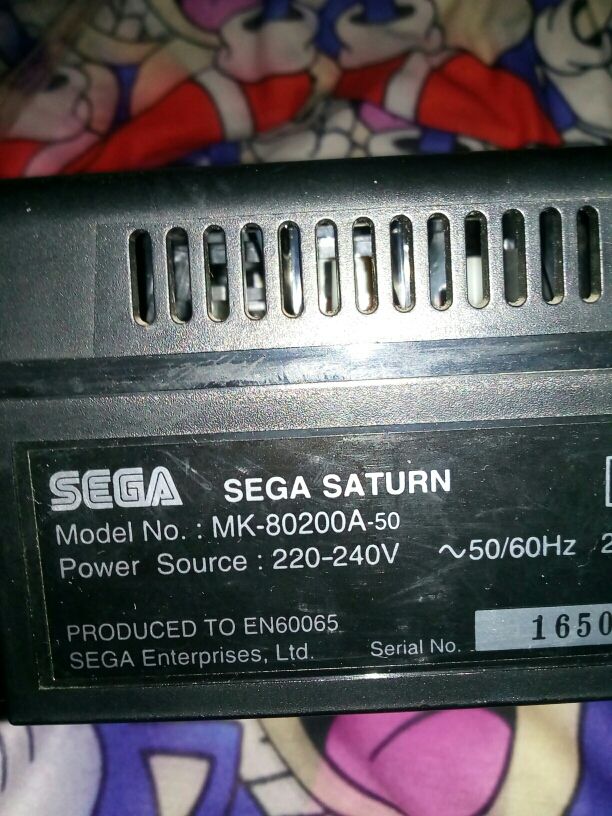 SEGA SEGA SATURN
Model No. : MK-80200A-50
Power Source : 220-240V ~50/60Hz 2
PRODUCED TO EN60065
SEGA Enterprises, Ltd. Serial No. 1650